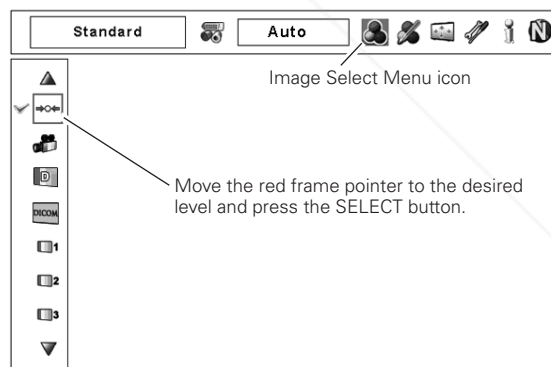 Standard
Auto
N
Image Select Menu icon
Move the red frame pointer to the desired
level and press the SELECT button.
D
DICOM
1
2
3